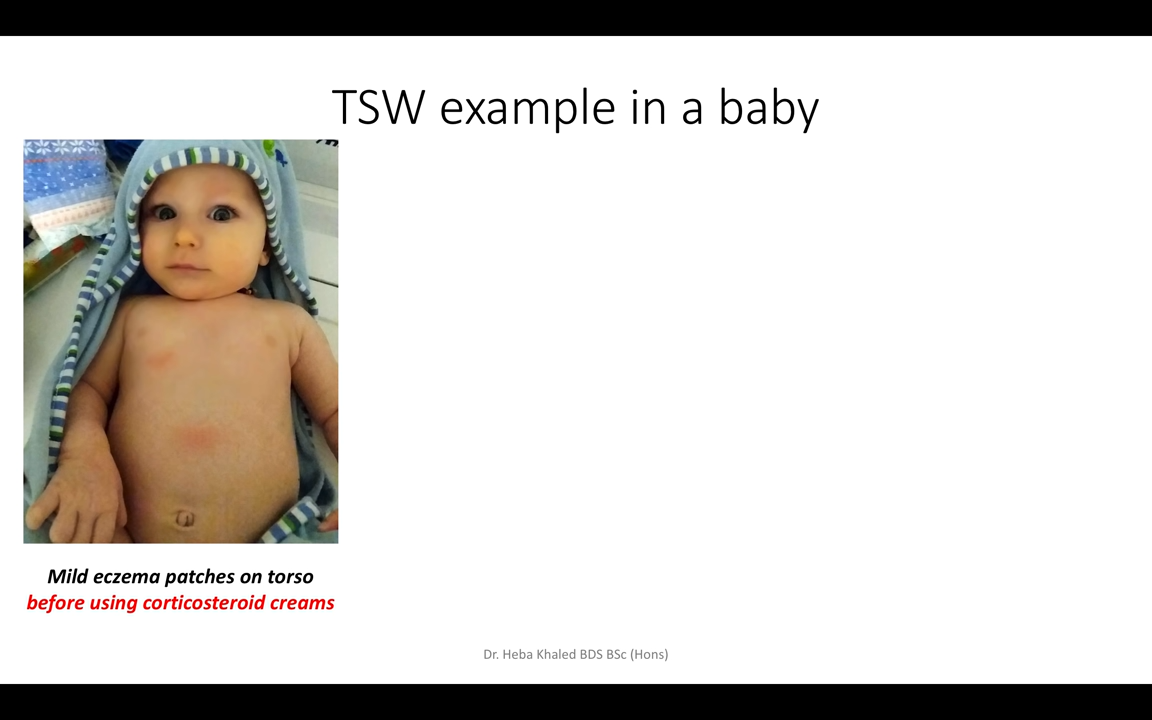 TSW example in a baby
Mild eczema patches on torso
before using corticosteroid creams
Dr. Heba Khaled BDS BSc (Hons)